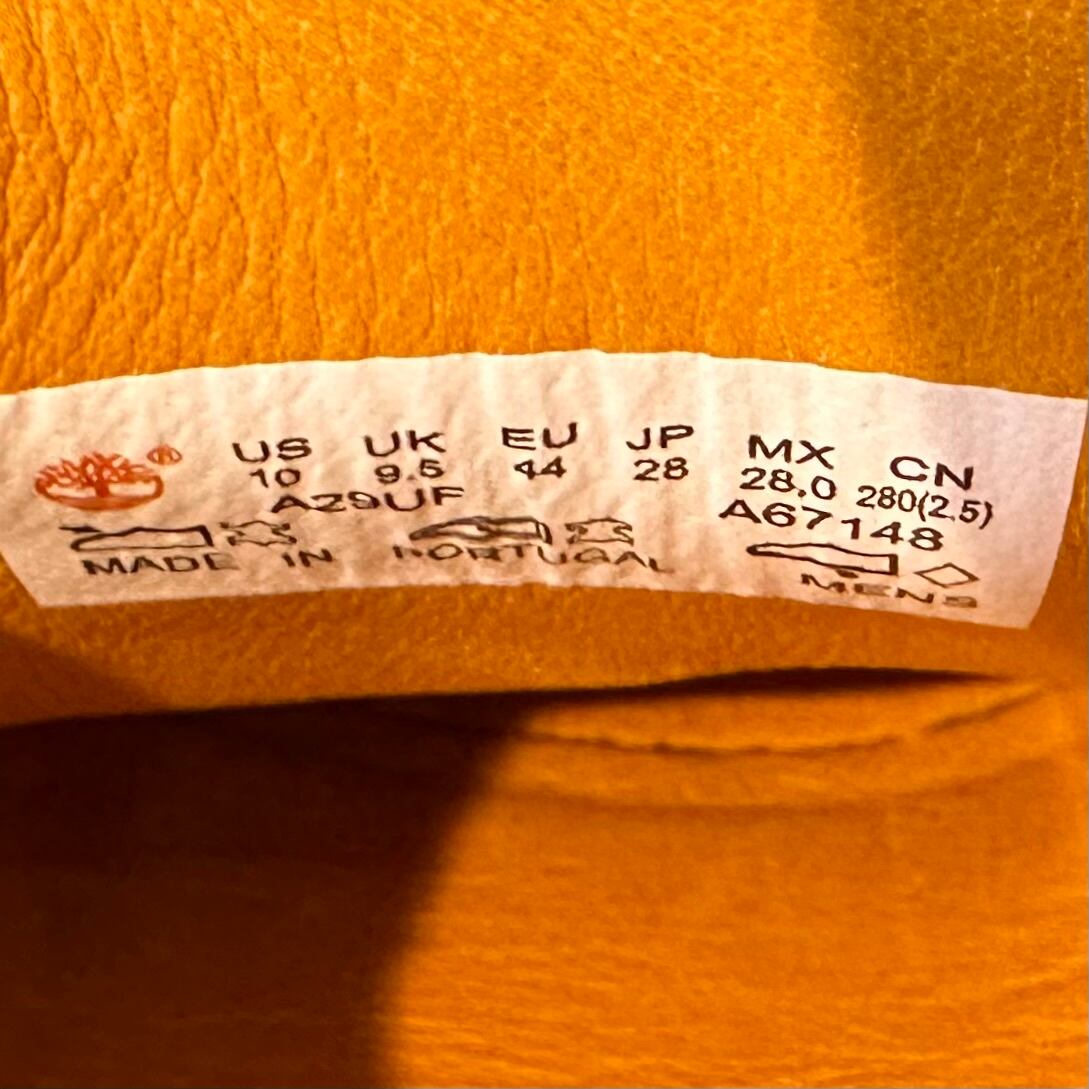 ® US UK EU JP MX CN
10 9.5 44 28 28.0 280(2.5)
AZ9UF A67148
MADE IN PORTUGAL MENS